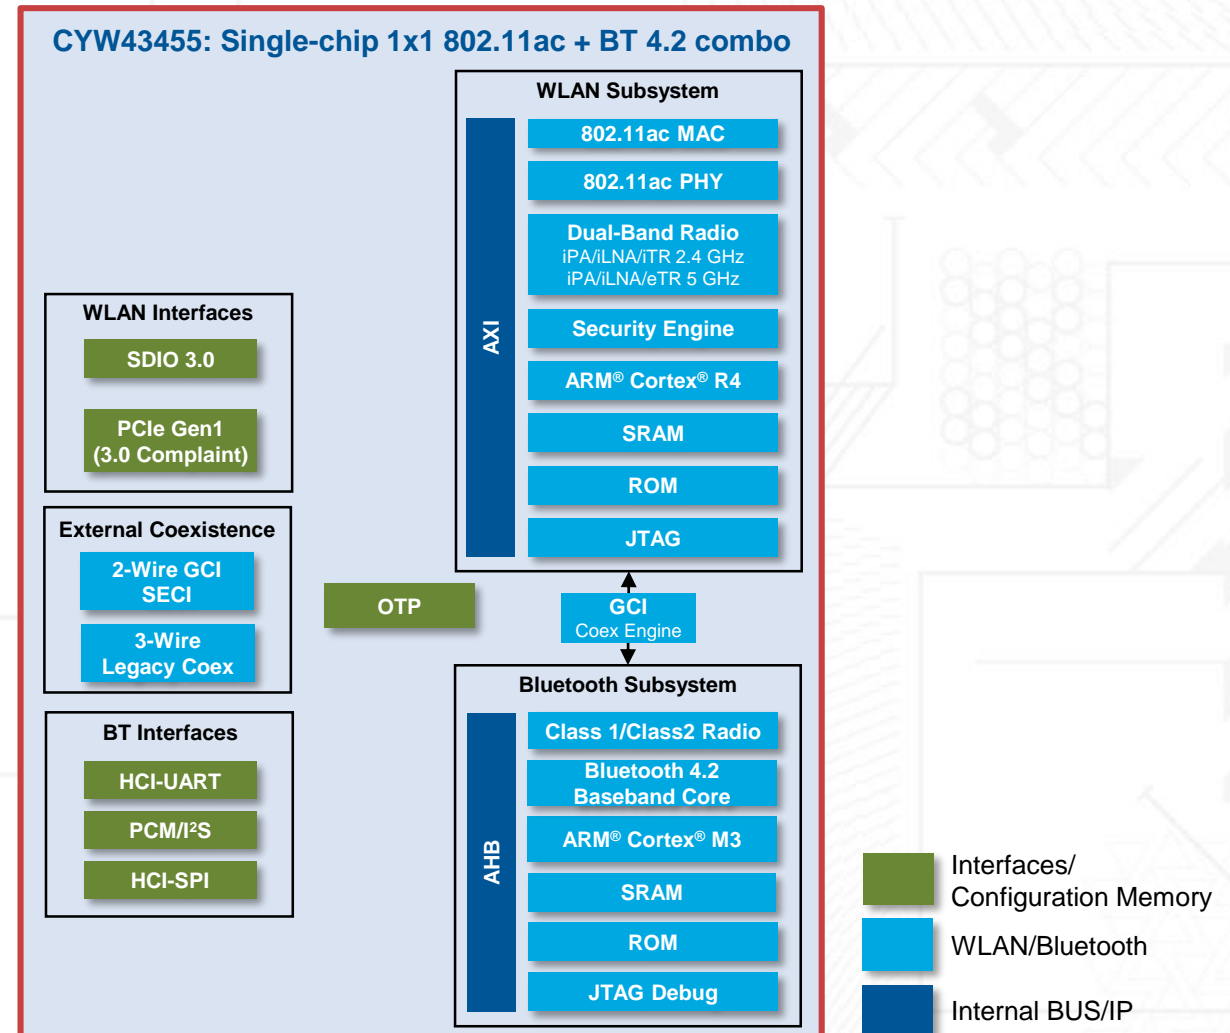 CYW43455: Single-chip 1x1 802.11ac + BT 4.2 combo
WLAN Subsystem
AXI
802.11ac MAC
802.11ac PHY
Dual-Band Radio
iPA/iLNA/iTR 2.4 GHz
iPA/iLNA/eTR 5 GHz
Security Engine
ARM® Cortex® R4
SRAM
ROM
JTAG
WLAN Interfaces
SDIO 3.0
PCIe Gen1
(3.0 Complaint)
External Coexistence
2-Wire GCI
SECI
3-Wire
Legacy Coex
OTP
GCI
Coex Engine
BT Interfaces
HCI-UART
PCM/I²S
HCI-SPI
Bluetooth Subsystem
AHB
Class 1/Class2 Radio
Bluetooth 4.2
Baseband Core
ARM® Cortex® M3
SRAM
ROM
JTAG Debug
Interfaces/
Configuration Memory
WLAN/Bluetooth
Internal BUS/IP